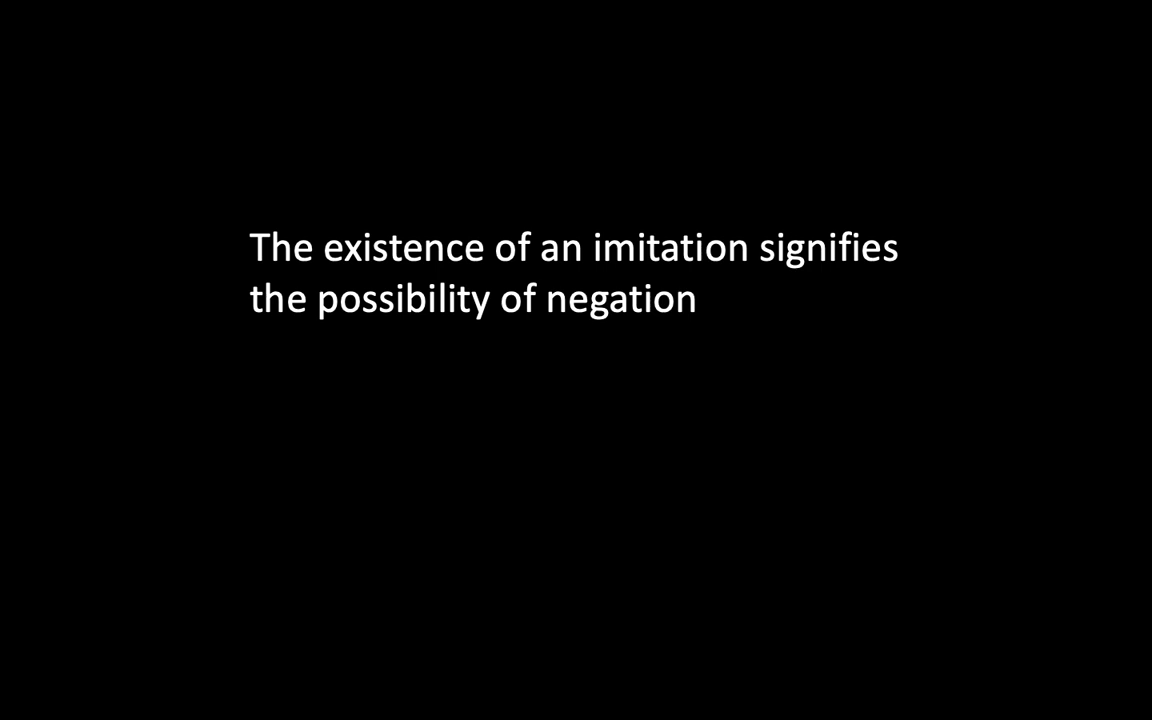 The existence of an imitation signifies
the possibility of negation